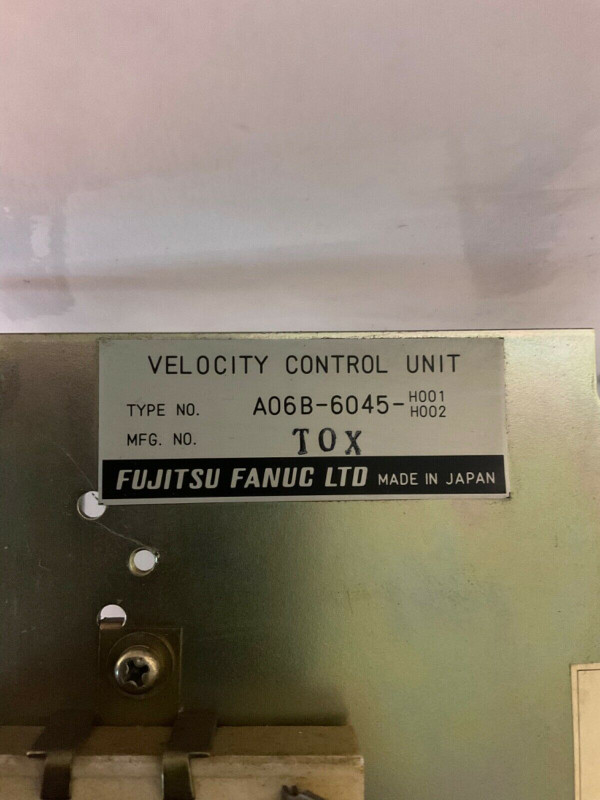 VELOCITY CONTROL UNIT
TYPE NO. A06B-6045-H001
H002
MFG. NO. TOX
FUJITSU FANUC LTD MADE IN JAPAN